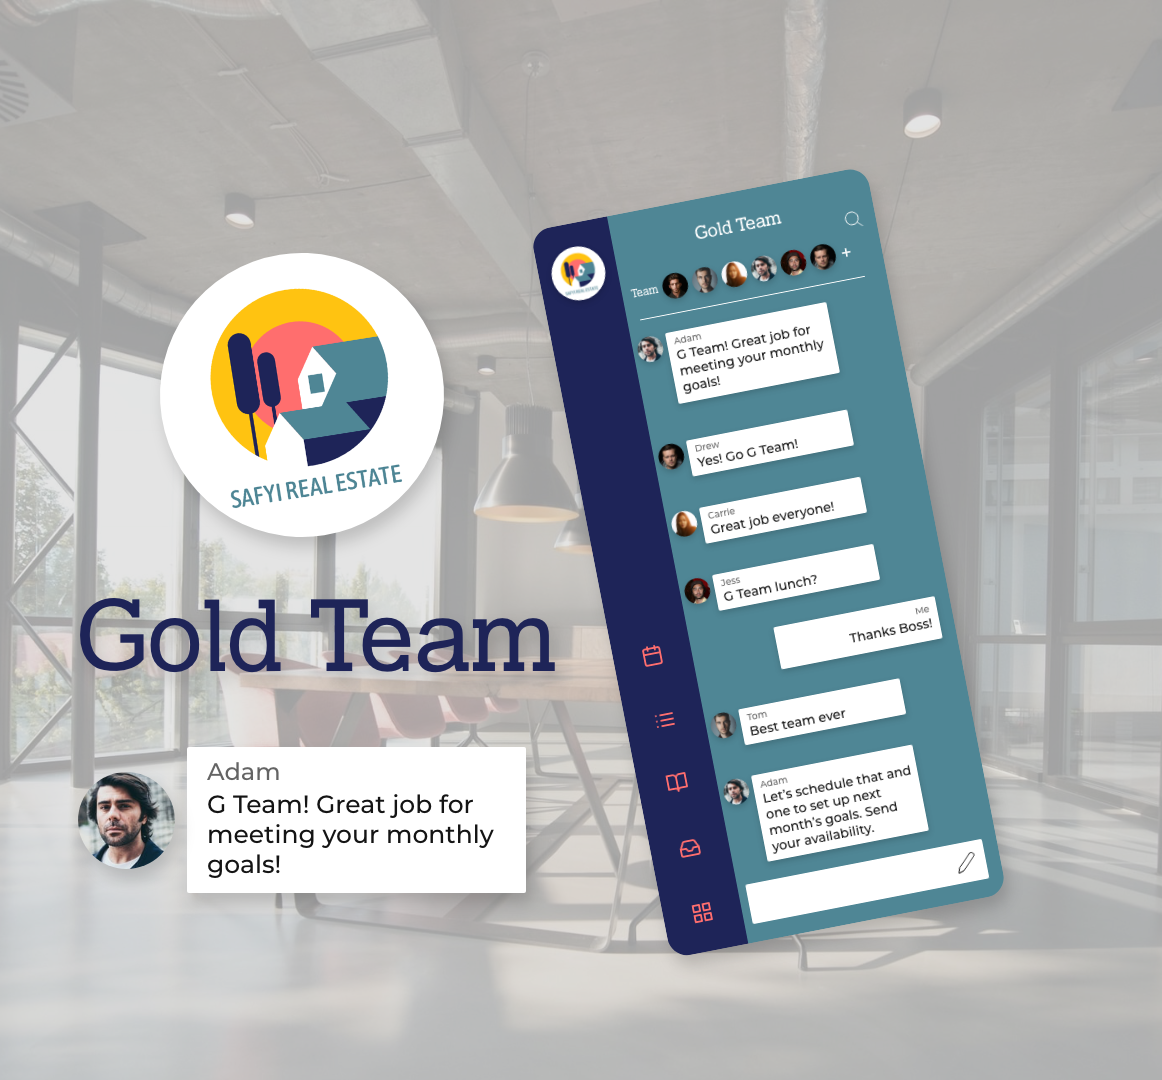 SAFYI REAL ESTATE
Gold Team
Adam
G Team! Great job for
meeting your monthly
goals!
SAFYI REAL ESTATE
Gold Team
Team
+
Adam
G Team! Great job for
meeting your monthly
goals!
Drew
Yes! Go G Team!
Carrie
Great job everyone!
Jess
G Team lunch?
Me
Thanks Boss!
Tom
Best team ever
Adam
Let's schedule that and
one to set up next
month's goals. Send
your availability.